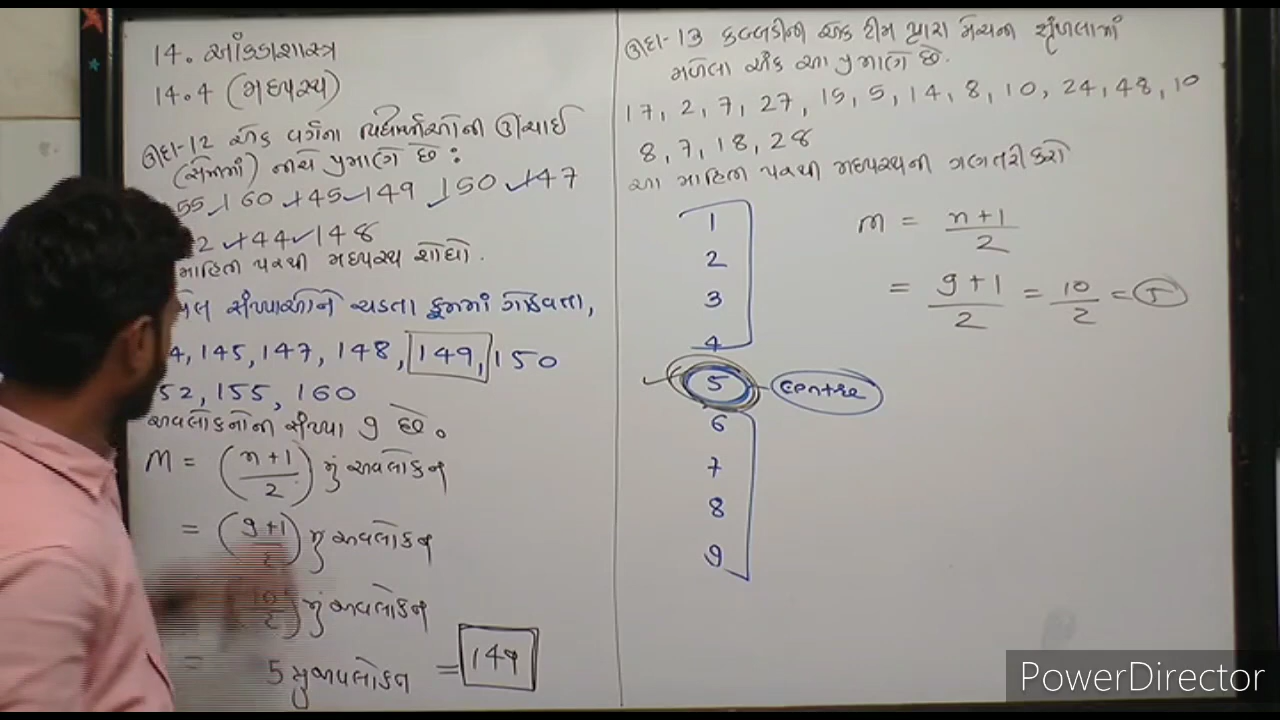 14. આંકડાશાસ્ત્ર
14.4 (મધ્યસ્થ)
ઉદા-12 એક વર્ગના વિદ્યાર્થીઓની ઊંચાઈ
(સેમમાં) નીચે પ્રમાણે છે :
55 160 145 149 150 147
2 144 148
માહિતી પરથી મધ્યસ્થ શોધો.
સંખ્યાઓને ચડતા ક્રમમાં ગોઠવતા,
4, 145, 147, 148, 149, 150
52, 155, 160
અવલોકનોની સંખ્યા 9 છે.
M = (n+1/2) મું અવલોકન
= (9+1/2) મું અવલોકન
(10/2) મું અવલોકન
= 5 મું અવલોકન = 149
ઉદા-13 કબડ્ડીની એક ટીમ દ્વારા મેચની શૃંખલામાં
મળેલા અંક આ પ્રમાણે છે.
17, 2, 7, 27, 15, 5, 14, 8, 10, 24, 48, 10
8, 7, 18, 28
આ માહિતી પરથી મધ્યસ્થની ગણતરી કરો
1
2
3
4
5 centre
6
7
8
9
M = n+1/2
= 9+1/2 = 10/2 = 5
PowerDirector